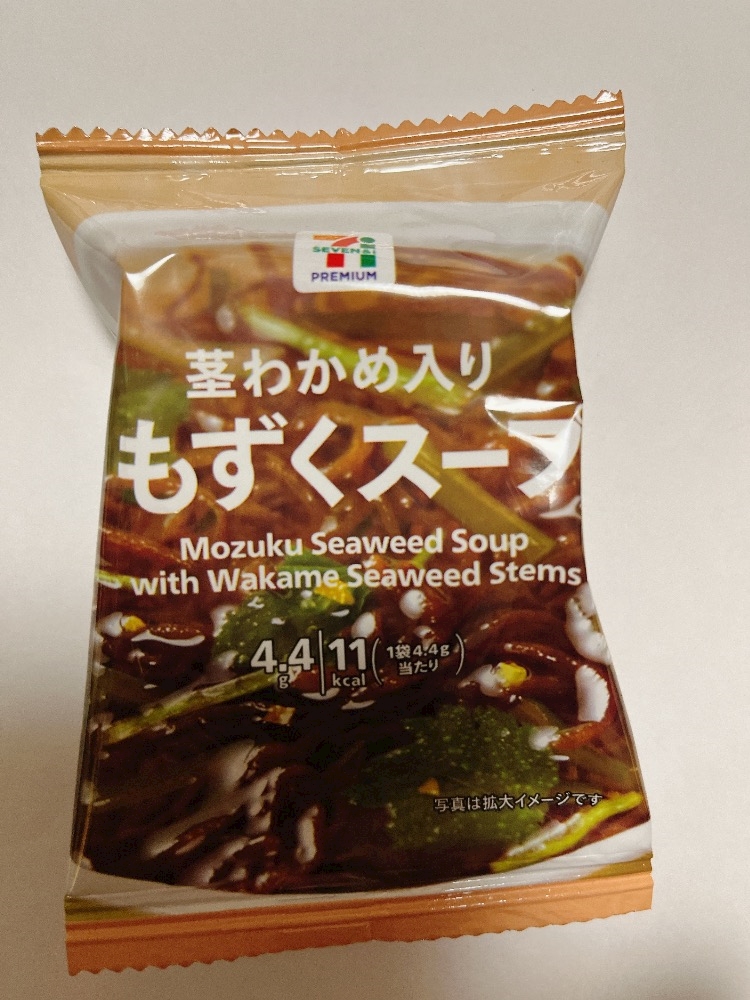 SEVEN&i
PREMIUM
茎わかめ入り
もずくスープ
Mozuku Seaweed Soup
with Wakame Seaweed Stems
4.4g 11kcal (1袋4.4g当たり)
写真は拡大イメージです